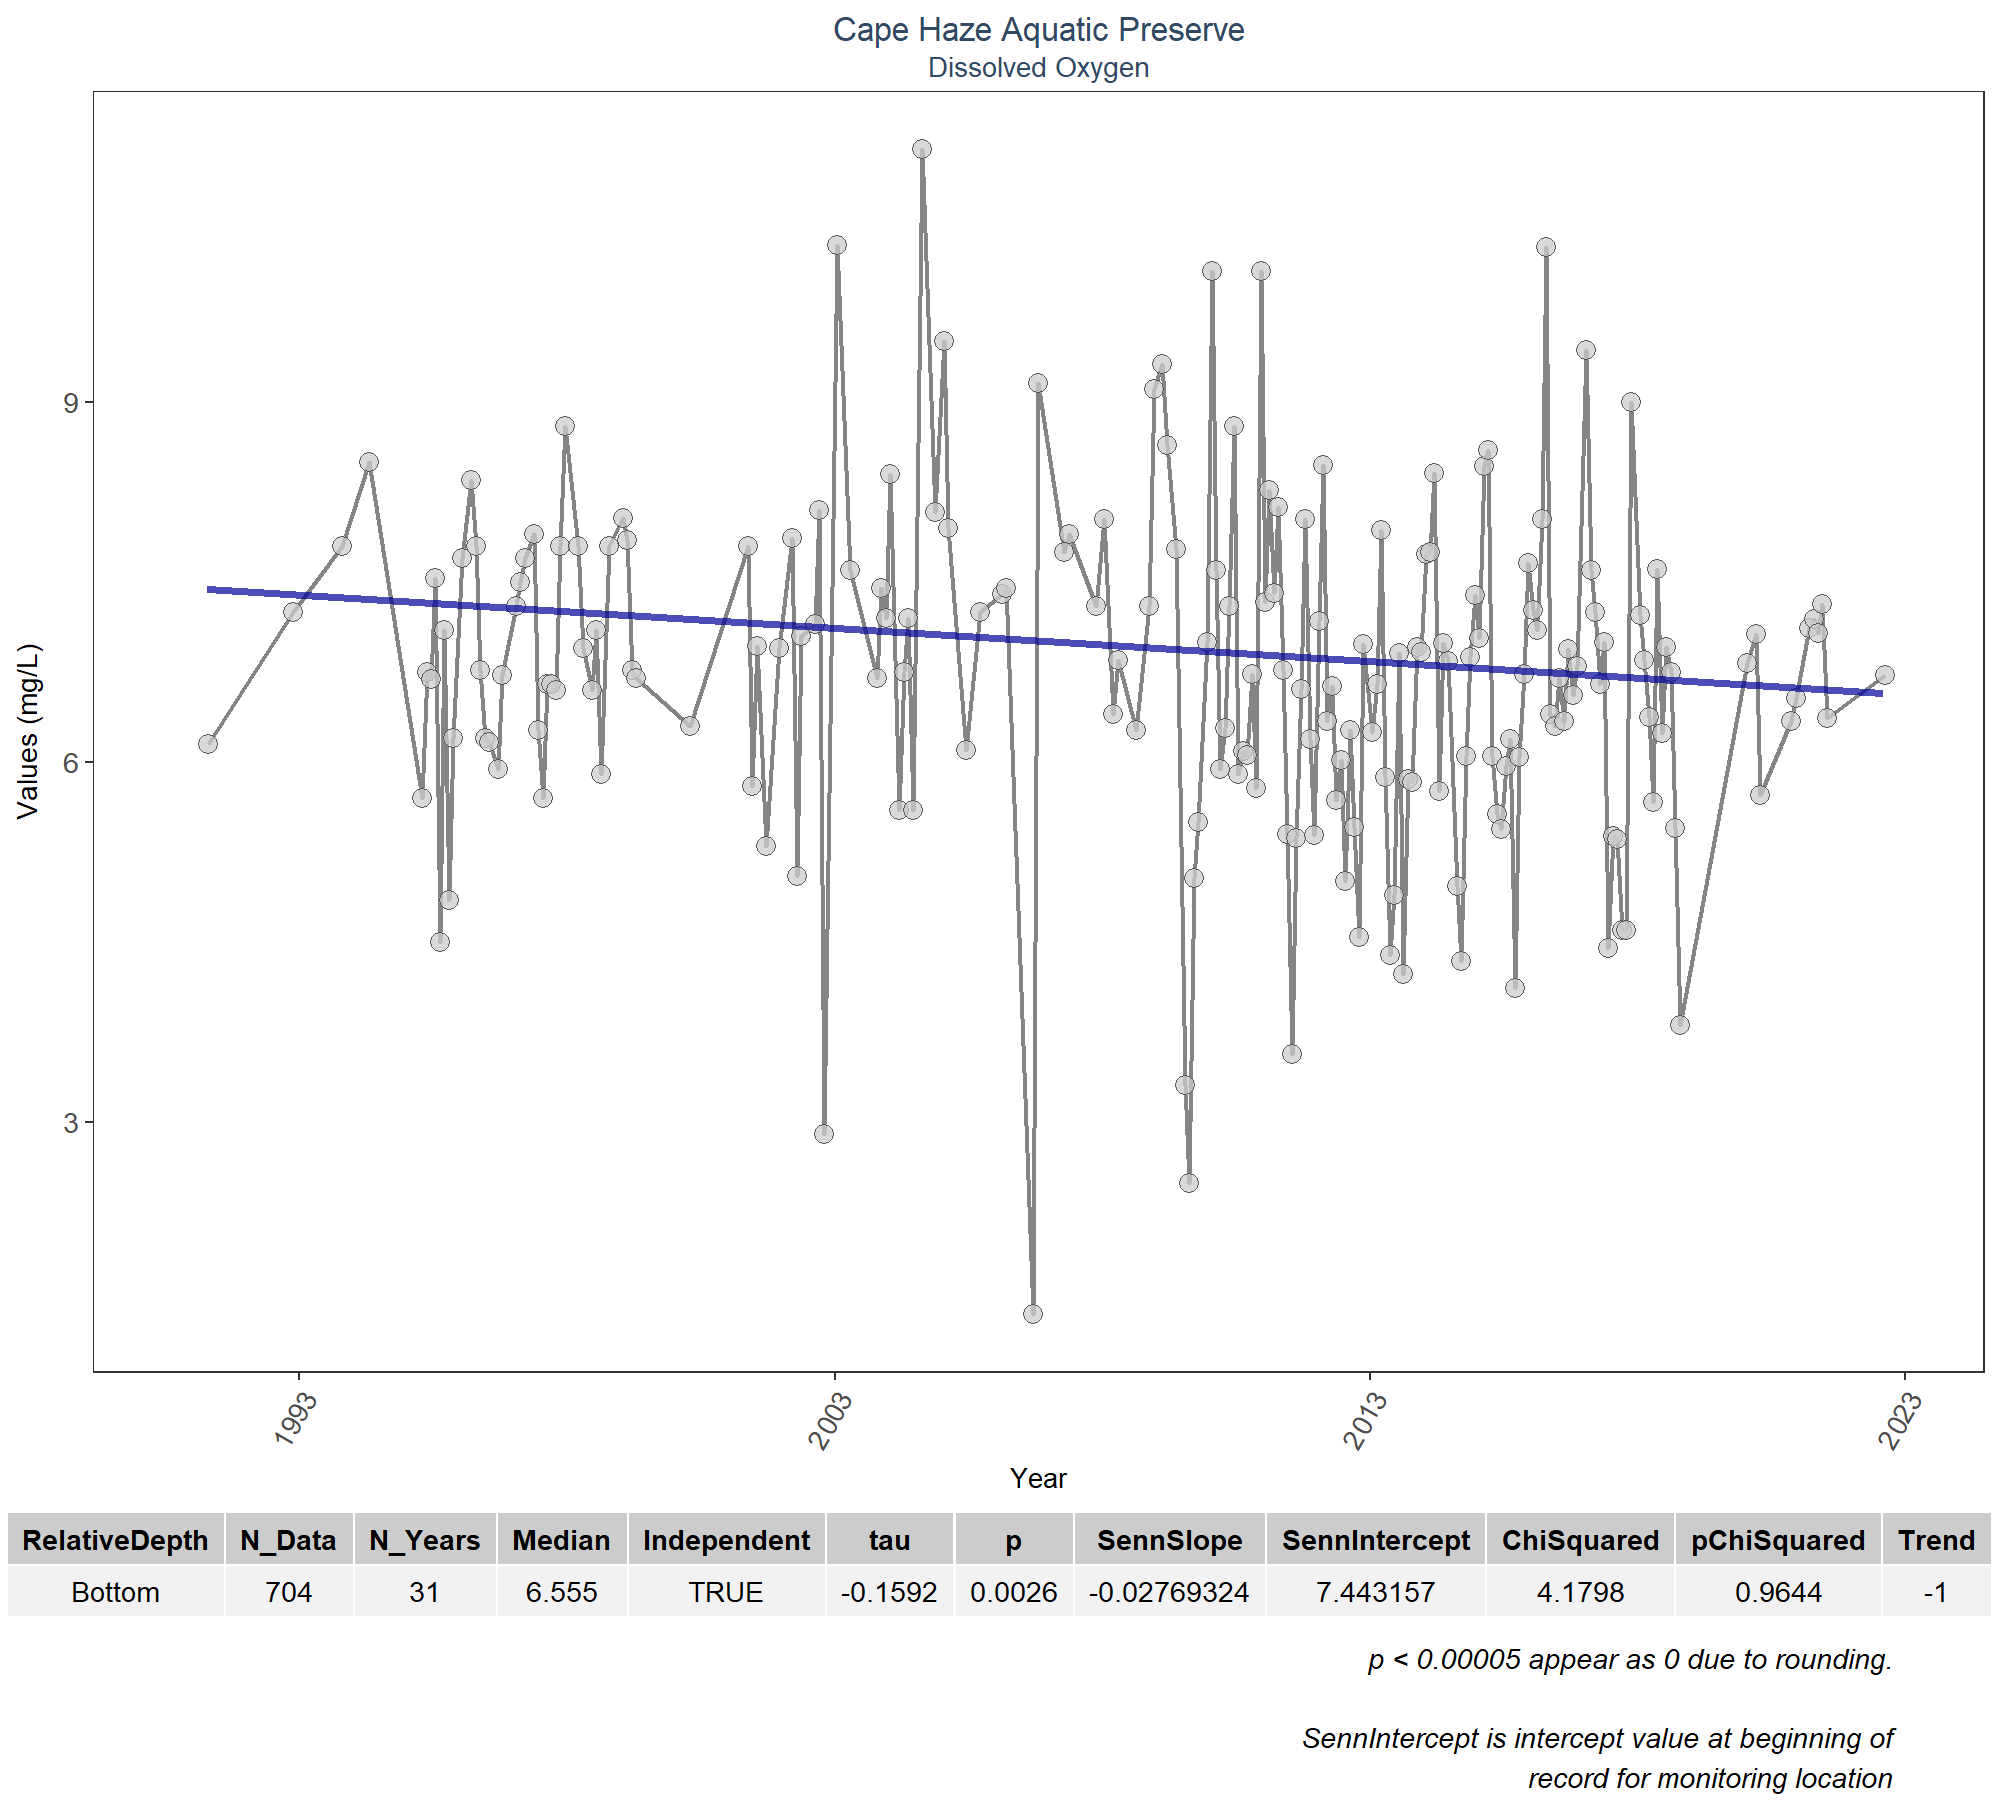 Cape Haze Aquatic Preserve
Dissolved Oxygen
Values (mg/L)
9
6
3
1993 2003 2013 2023
Year
RelativeDepth N_Data N_Years Median Independent tau p SennSlope SennIntercept ChiSquared pChiSquared Trend
Bottom 704 31 6.555 TRUE -0.1592 0.0026 -0.02769324 7.443157 4.1798 0.9644 -1
p < 0.00005 appear as 0 due to rounding.
SennIntercept is intercept value at beginning of
record for monitoring location